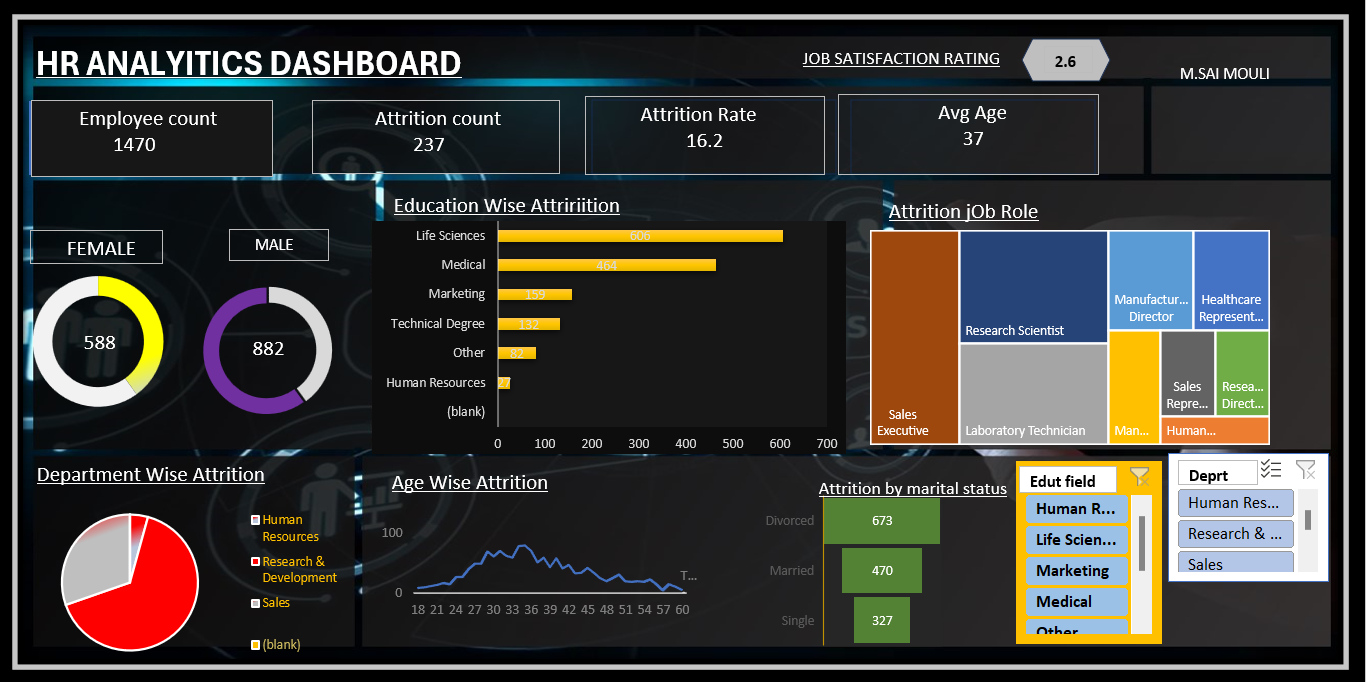 HR ANALYITICS DASHBOARD
JOB SATISFACTION RATING
2.6
M.SAI MOULI
Employee count
1470
Attrition count
237
Attrition Rate
16.2
Avg Age
37
FEMALE
588
MALE
882
Education Wise Attririition
Life Sciences
606
Medical
464
Marketing
159
Technical Degree
132
Other
82
Human Resources
27
(blank)
0 100 200 300 400 500 600 700
Attrition jOb Role
Sales
Executive
Research Scientist
Laboratory Technician
Manufactur...
Director
Healthcare
Represent...
Man...
Sales
Repre...
Resea...
Direct...
Human...
Department Wise Attrition
Human
Resources
Research &
Development
Sales
(blank)
Age Wise Attrition
100
0
T...
18 21 24 27 30 33 36 39 42 45 48 51 54 57 60
Attrition by marital status
Divorced
673
Married
470
Single
327
Edut field
Human R...
Life Scien...
Marketing
Medical
Other
Deprt
Human Res...
Research & ...
Sales